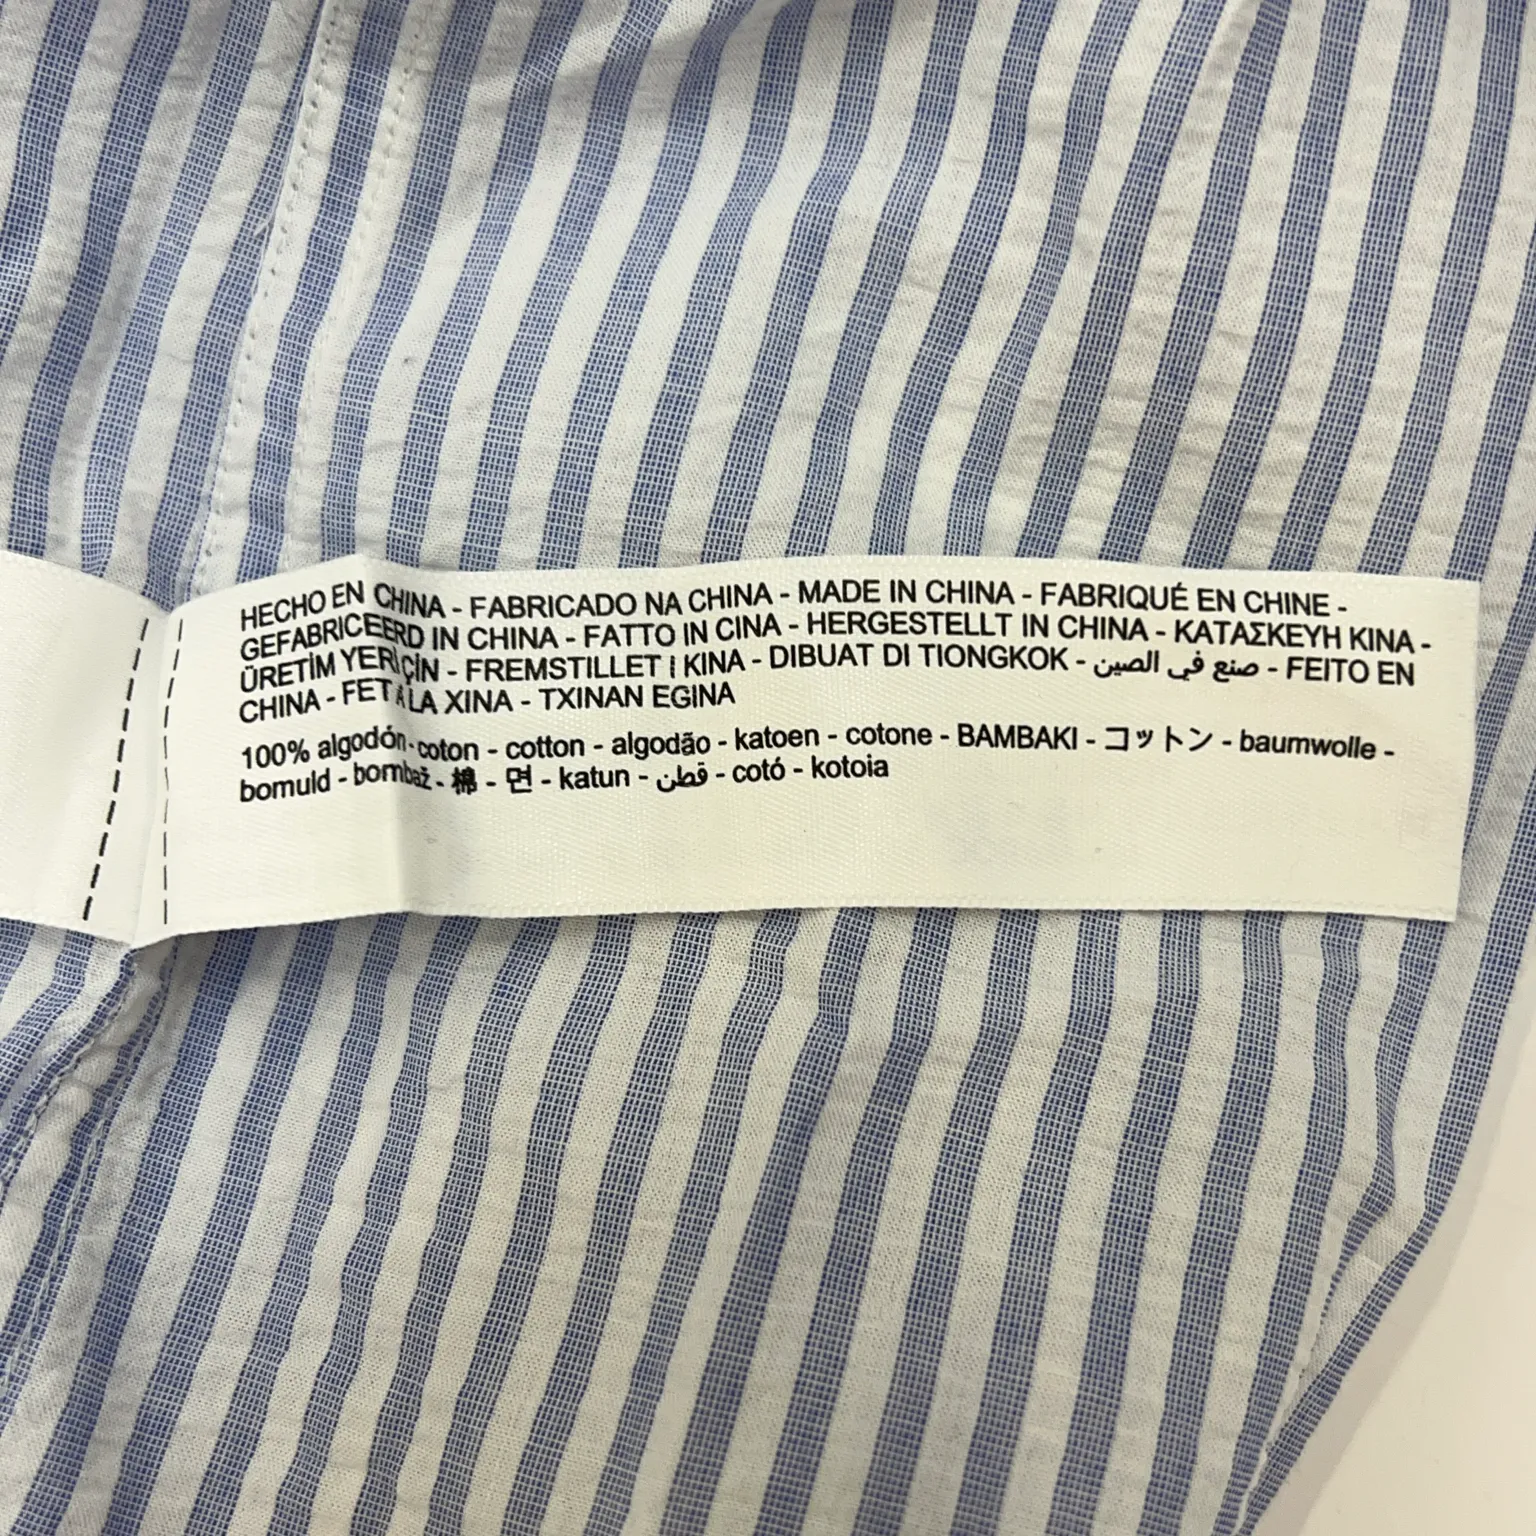 HECHO EN CHINA - FABRICADO NA CHINA - MADE IN CHINA - FABRIQUÉ EN CHINE -
GEFABRICEERD IN CHINA - FATTO IN CINA - HERGESTELLT IN CHINA - ΚΑΤΑΣΚΕΥΗ ΚΙΝΑ -
ÜRETİM YERİ ÇİN - FREMSTILLET I KINA - DIBUAT DI TIONGKOK - صنع في الصين - FEITO EN
CHINA - FET A LA XINA - TXINAN EGINA
100% algodón - coton - cotton - algodão - katoen - cotone - BAMBAKI - コットン - baumwolle -
bomuld - bombaž - 棉 - 면 - katun - قطن - cotó - kotoia